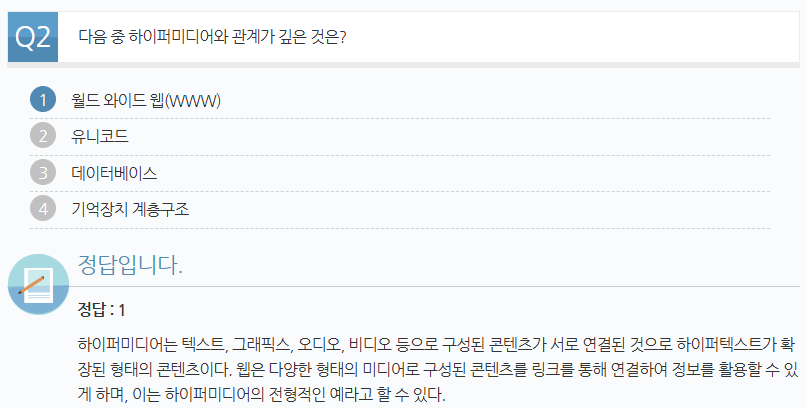 Q2 다음 중 하이퍼미디어와 관계가 깊은 것은?
1 월드 와이드 웹(WWW)
2 유니코드
3 데이터베이스
4 기억장치 계층구조
정답입니다.
정답 : 1
하이퍼미디어는 텍스트, 그래픽스, 오디오, 비디오 등으로 구성된 콘텐츠가 서로 연결된 것으로 하이퍼텍스트가 확
장된 형태의 콘텐츠이다. 웹은 다양한 형태의 미디어로 구성된 콘텐츠를 링크를 통해 연결하여 정보를 활용할 수 있
게 하며, 이는 하이퍼미디어의 전형적인 예라고 할 수 있다.